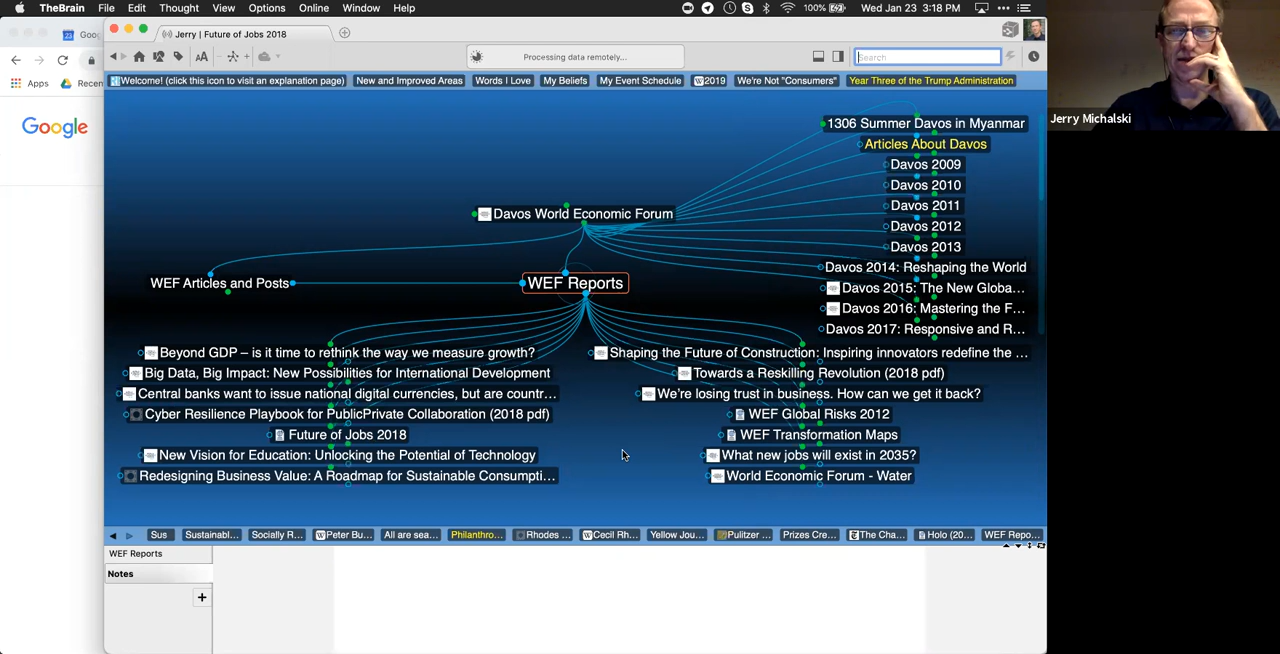 TheBrain File Edit Thought View Options Online Window Help 100% Wed Jan 23 3:18 PM
Goo
Jerry | Future of Jobs 2018
AA
Processing data remotely...
Search
Apps Recen
Welcome! (click this icon to visit an explanation page) New and Improved Areas Words I Love My Beliefs My Event Schedule W 2019 We're Not "Consumers" Year Three of the Trump Administration
Google
Jerry Michalski
1306 Summer Davos in Myanmar
Articles About Davos
Davos 2009
Davos 2010
Davos 2011
Davos 2012
Davos 2013
Davos 2014: Reshaping the World
Davos 2015: The New Globa...
Davos 2016: Mastering the F...
Davos 2017: Responsive and R...
Davos World Economic Forum
WEF Articles and Posts
WEF Reports
Beyond GDP – is it time to rethink the way we measure growth?
Big Data, Big Impact: New Possibilities for International Development
Central banks want to issue national digital currencies, but are countr...
Cyber Resilience Playbook for PublicPrivate Collaboration (2018 pdf)
Future of Jobs 2018
New Vision for Education: Unlocking the Potential of Technology
Redesigning Business Value: A Roadmap for Sustainable Consumpti...
Shaping the Future of Construction: Inspiring innovators redefine the ...
Towards a Reskilling Revolution (2018 pdf)
We're losing trust in business. How can we get it back?
WEF Global Risks 2012
WEF Transformation Maps
What new jobs will exist in 2035?
World Economic Forum - Water
Sus Sustainabl... Socially R... W Peter Bu... All are sea... Philanthro... Rhodes ... W Cecil Rh... Yellow Jou... Pulitzer ... Prizes Cre... The Cha... Holo (20... WEF Repo...
WEF Reports
Notes
+